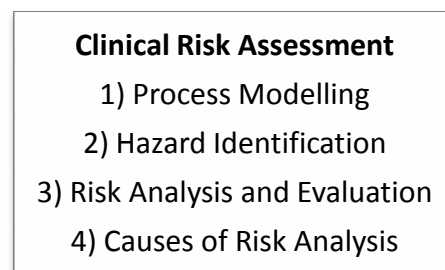 Clinical Risk Assessment
1) Process Modelling
2) Hazard Identification
3) Risk Analysis and Evaluation
4) Causes of Risk Analysis